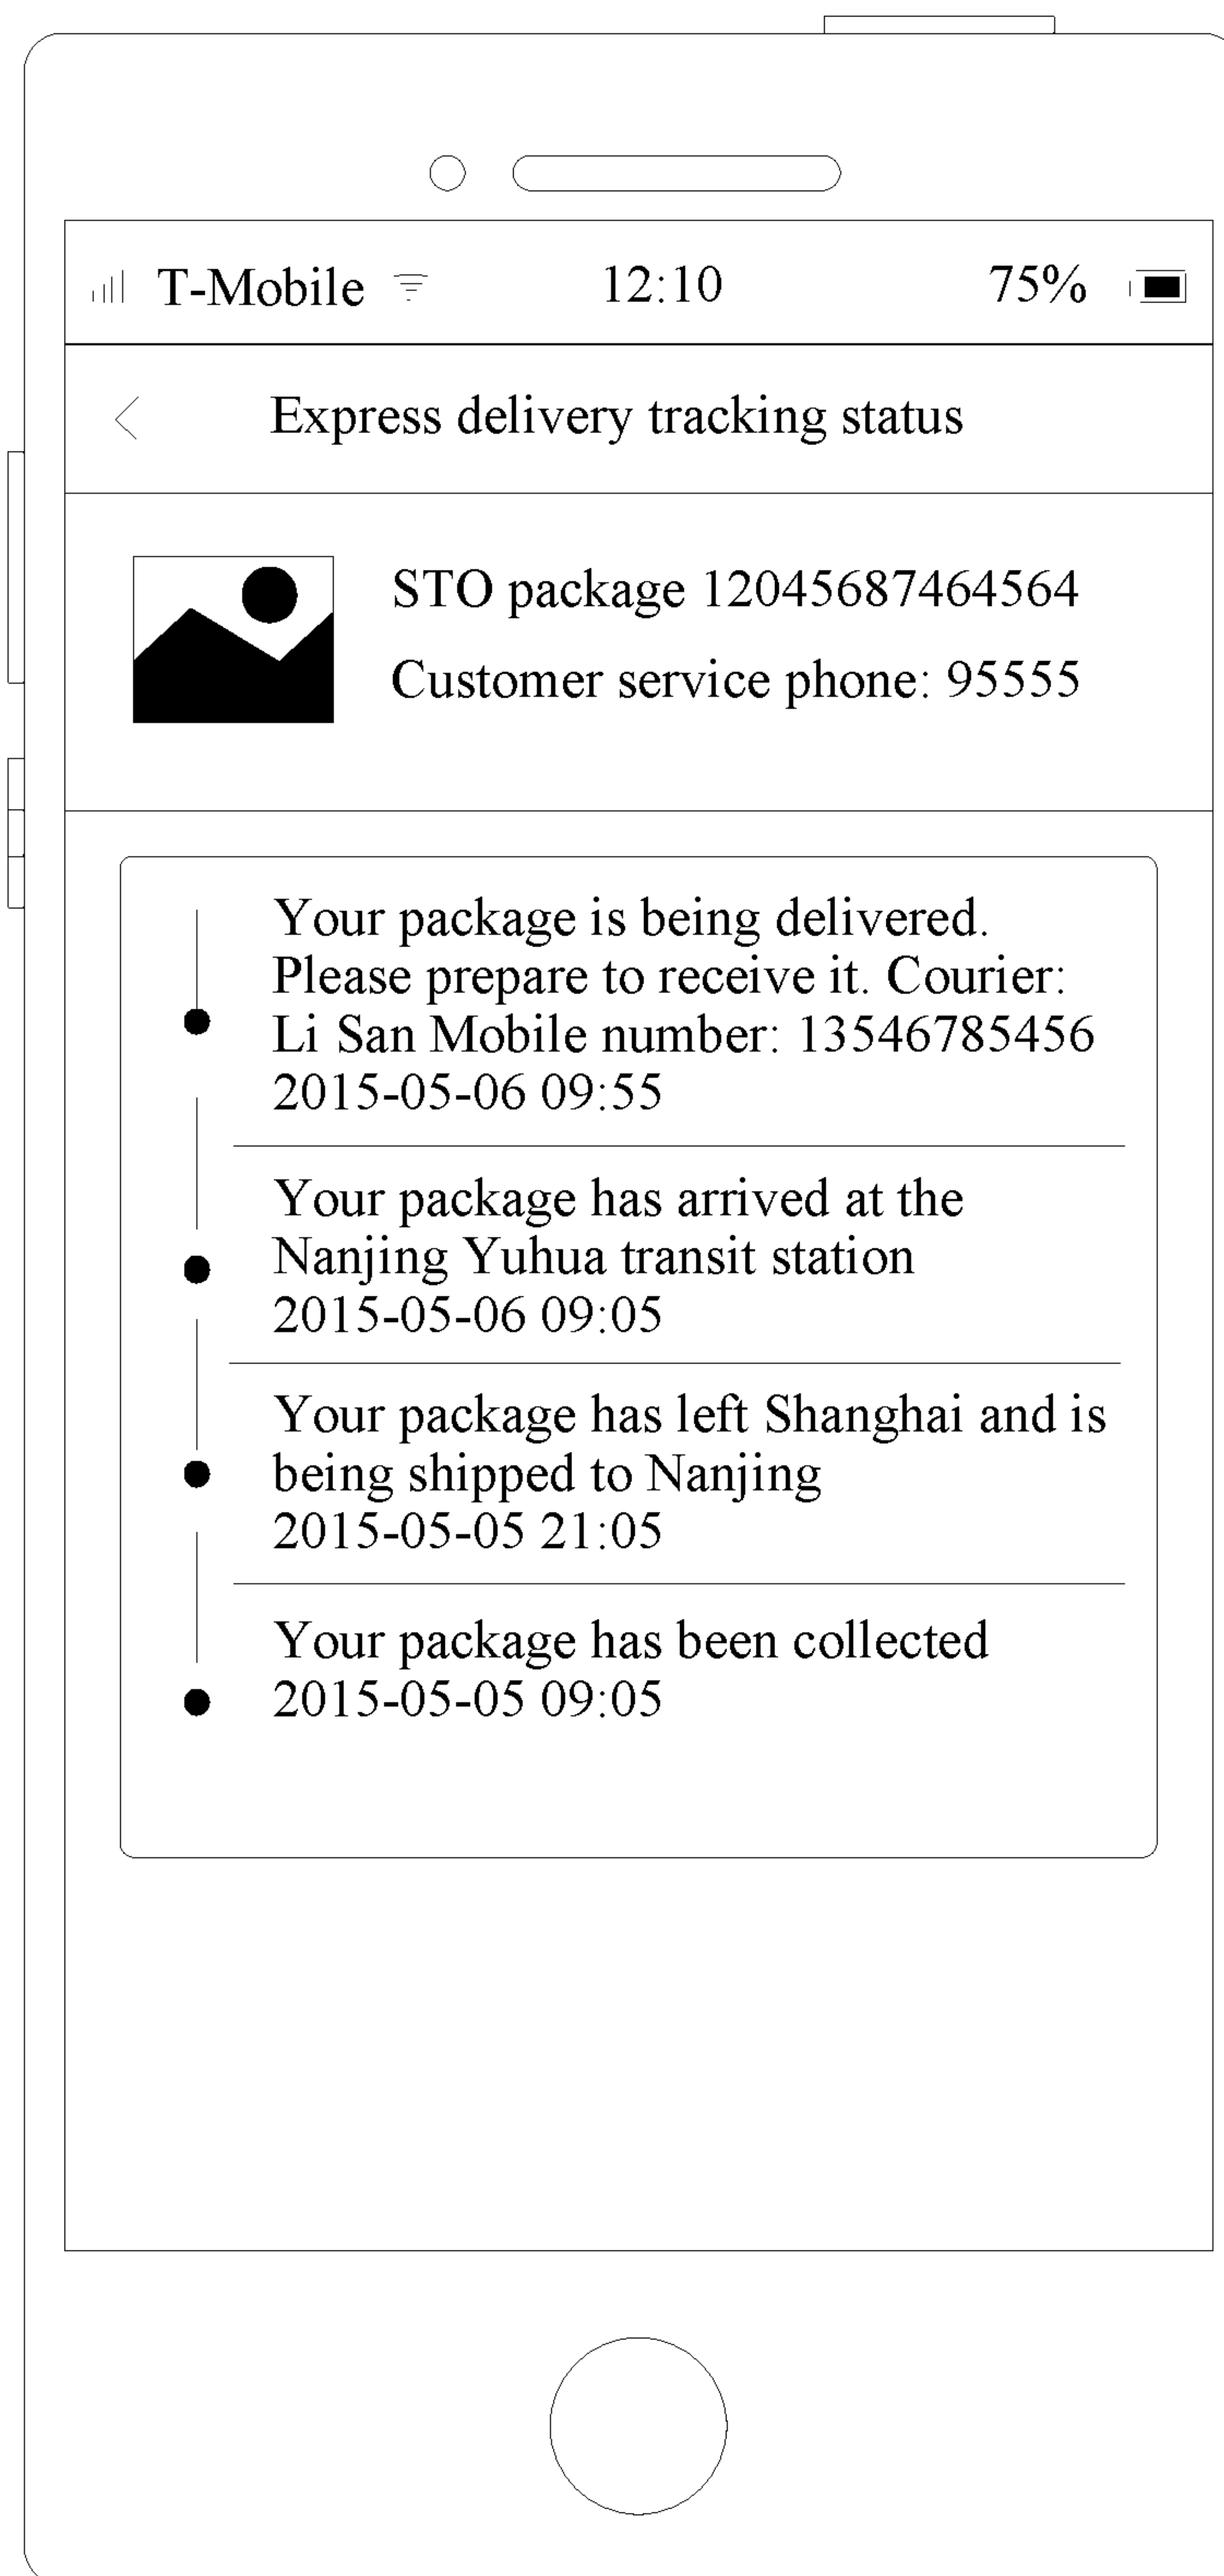 T-Mobile 12:10 75%
Express delivery tracking status
STO package 12045687464564
Customer service phone: 95555
Your package is being delivered.
Please prepare to receive it. Courier:
Li San Mobile number: 13546785456
2015-05-06 09:55
Your package has arrived at the
Nanjing Yuhua transit station
2015-05-06 09:05
Your package has left Shanghai and is
being shipped to Nanjing
2015-05-05 21:05
Your package has been collected
2015-05-05 09:05